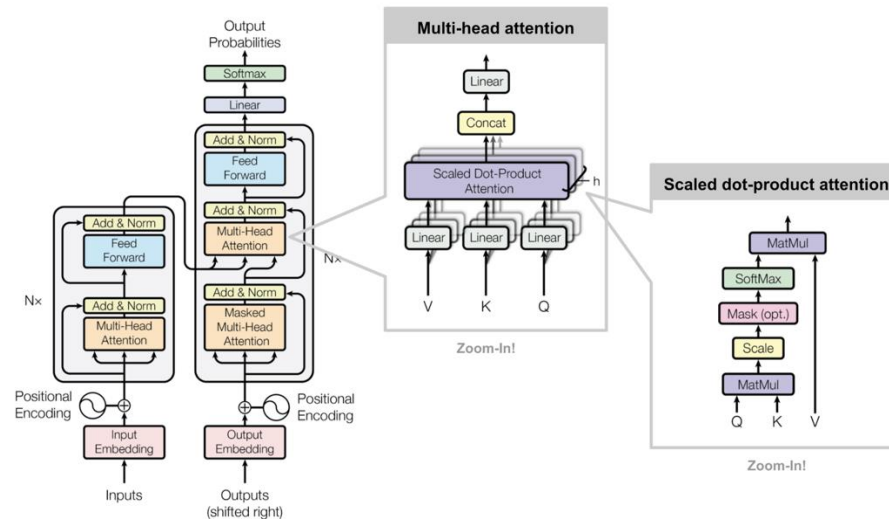 Output
Probabilities
Softmax
Linear
Add & Norm
Feed
Forward
Add & Norm
Multi-Head
Attention
Add & Norm
Masked
Multi-Head
Attention
Nx
Positional
Encoding
Output
Embedding
Outputs
(shifted right)
Add & Norm
Feed
Forward
Add & Norm
Multi-Head
Attention
Nx
Positional
Encoding
Input
Embedding
Inputs
Multi-head attention
Linear
Concat
Scaled Dot-Product
Attention
h
Linear
Linear
Linear
V
K
Q
Zoom-In!
Scaled dot-product attention
MatMul
SoftMax
Mask (opt.)
Scale
MatMul
Q
K
V
Zoom-In!